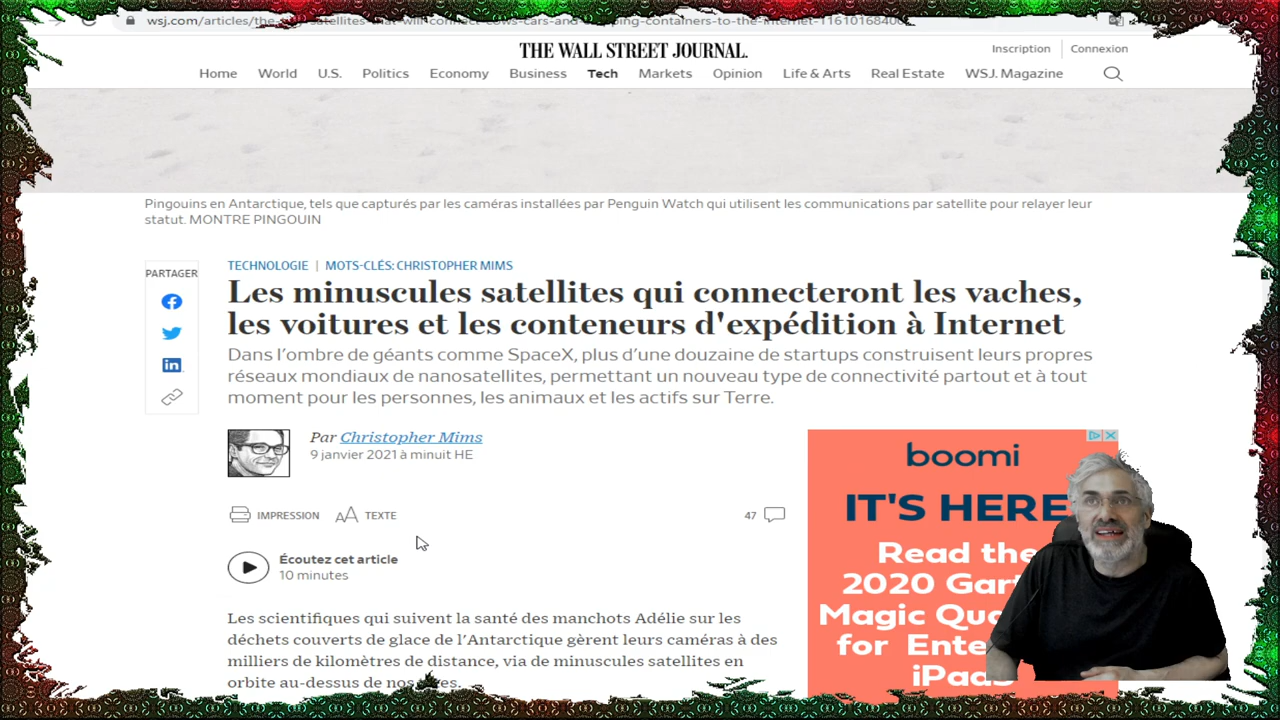 wsj.com/articles/the-
THE WALL STREET JOURNAL.
Inscription Connexion
Home World U.S. Politics Economy Business Tech Markets Opinion Life & Arts Real Estate WSJ. Magazine
Pingouins en Antarctique, tels que capturés par les caméras installées par Penguin Watch qui utilisent les communications par satellite pour relayer leur
statut. MONTRE PINGOUIN
PARTAGER
TECHNOLOGIE | MOTS-CLÉS: CHRISTOPHER MIMS
Les minuscules satellites qui connecteront les vaches,
les voitures et les conteneurs d'expédition à Internet
Dans l’ombre de géants comme SpaceX, plus d’une douzaine de startups construisent leurs propres
réseaux mondiaux de nanosatellites, permettant un nouveau type de connectivité partout et à tout
moment pour les personnes, les animaux et les actifs sur Terre.
Par Christopher Mims
9 janvier 2021 à minuit HE
IMPRESSION AA TEXTE
47
Écoutez cet article
10 minutes
Les scientifiques qui suivent la santé des manchots Adélie sur les
déchets couverts de glace de l’Antarctique gèrent leurs caméras à des
milliers de kilomètres de distance, via de minuscules satellites en
orbite au-dessus de
boomi
IT'S HERE
Read the
2020
Magic
for